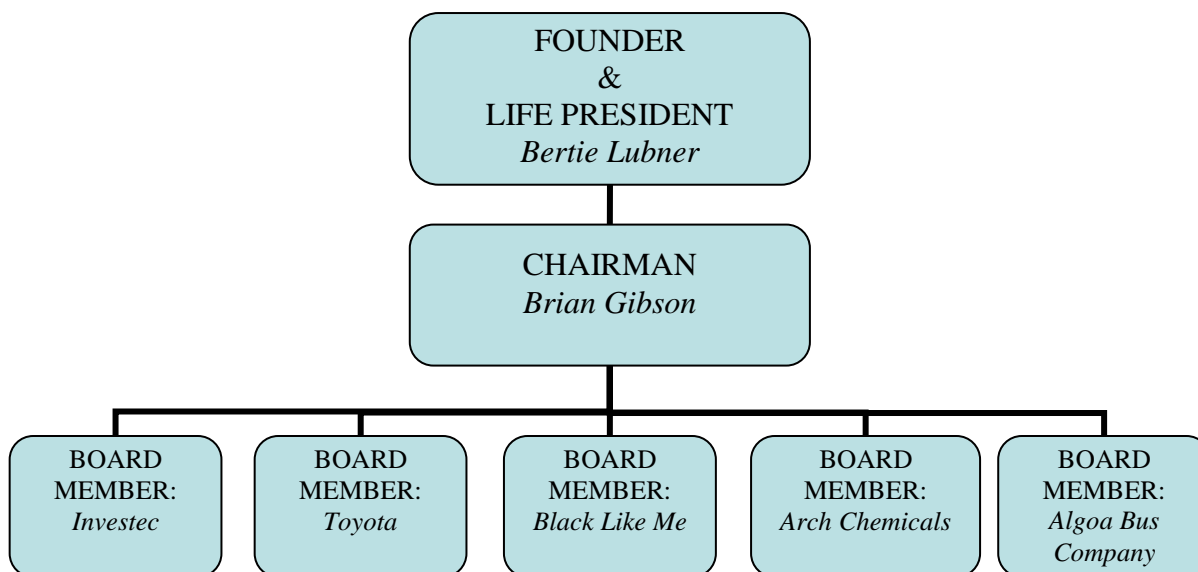 FOUNDER
&
LIFE PRESIDENT
Bertie Lubner
CHAIRMAN
Brian Gibson
BOARD
MEMBER:
Investec
BOARD
MEMBER:
Toyota
BOARD
MEMBER:
Black Like Me
BOARD
MEMBER:
Arch Chemicals
BOARD
MEMBER:
Algoa Bus
Company